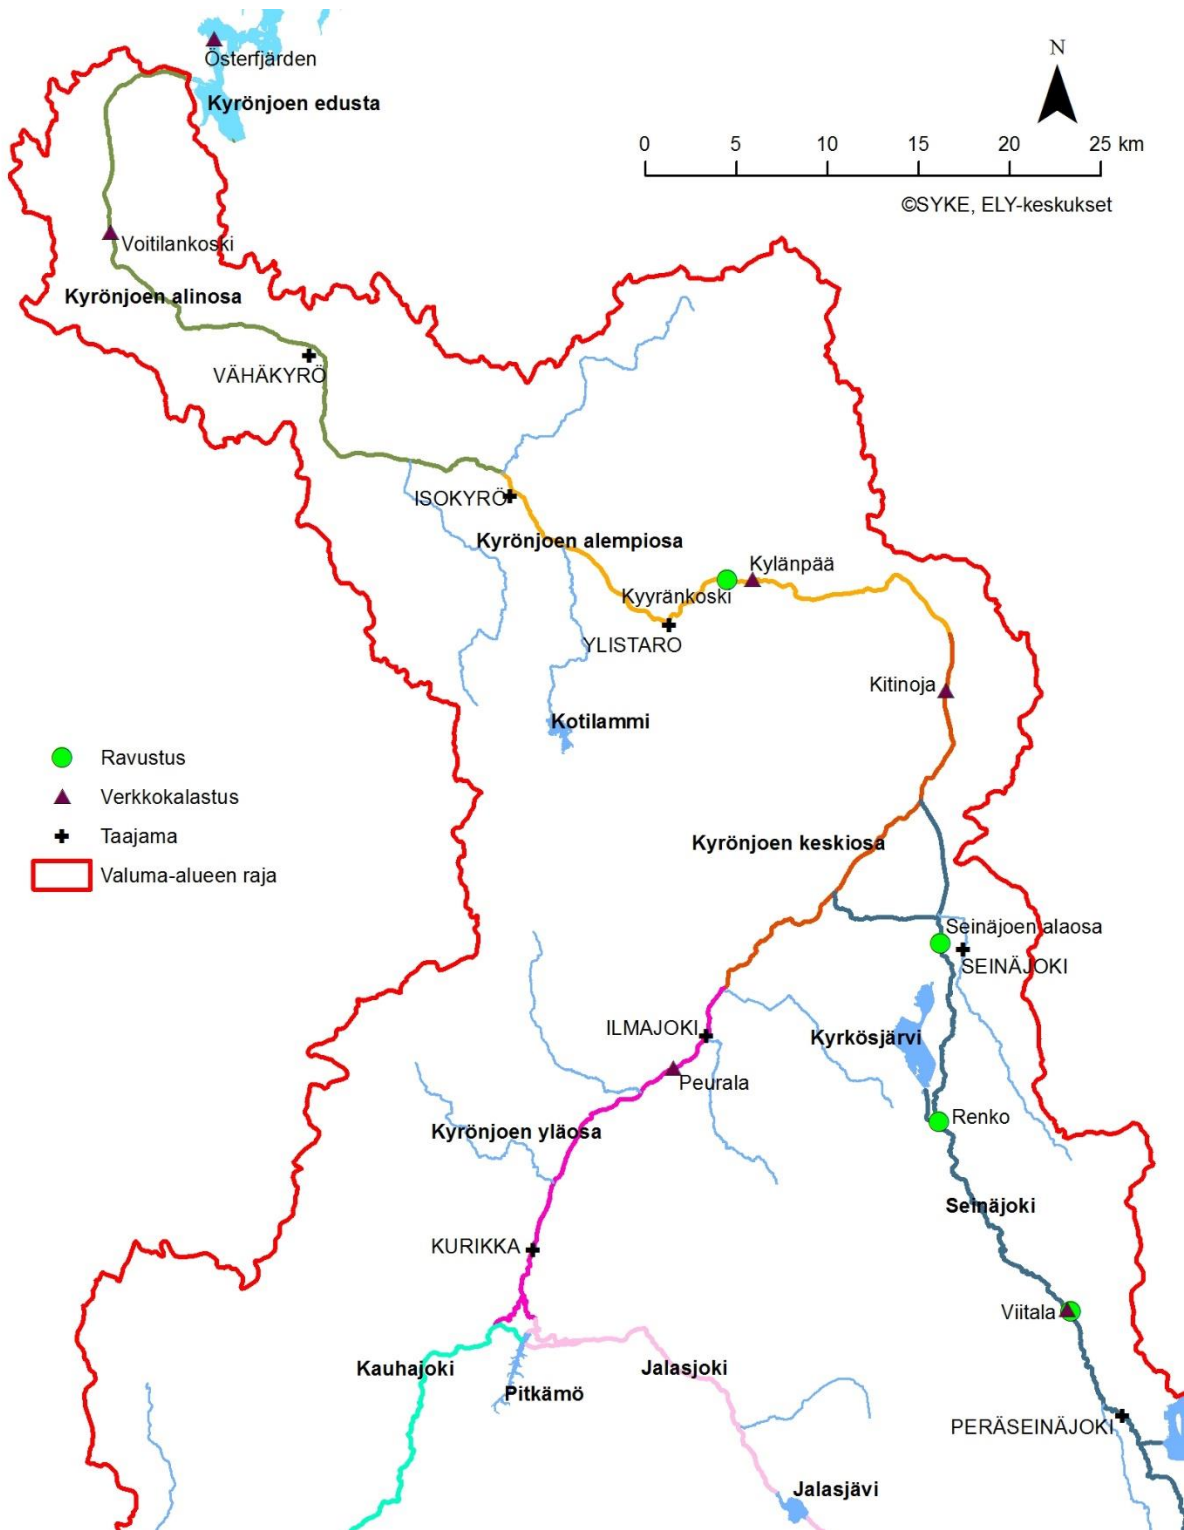 Österfjärden
N
Kyrönjoen edusta
0 5 10 15 20 25 km
©SYKE, ELY-keskukset
Voitilankoski
Kyrönjoen alinosa
VÄHÄKYRÖ
ISOKYRÖ
Kyrönjoen alempiosa
Kylänpää
Kyyränkoski
YLISTARO
Kitinoja
Kotilammi
Ravustus
Verkkokalastus
Taajama
Valuma-alueen raja
Kyrönjoen keskiosa
Seinäjoen alaosa
SEINÄJOKI
ILMAJOKI
Kyrkösjärvi
Peurala
Renko
Kyrönjoen yläosa
Seinäjoki
KURIKKA
Viitala
Kauhajoki
Jalasjoki
Pitkämö
PERÄSEINÄJOKI
Jalasjävi